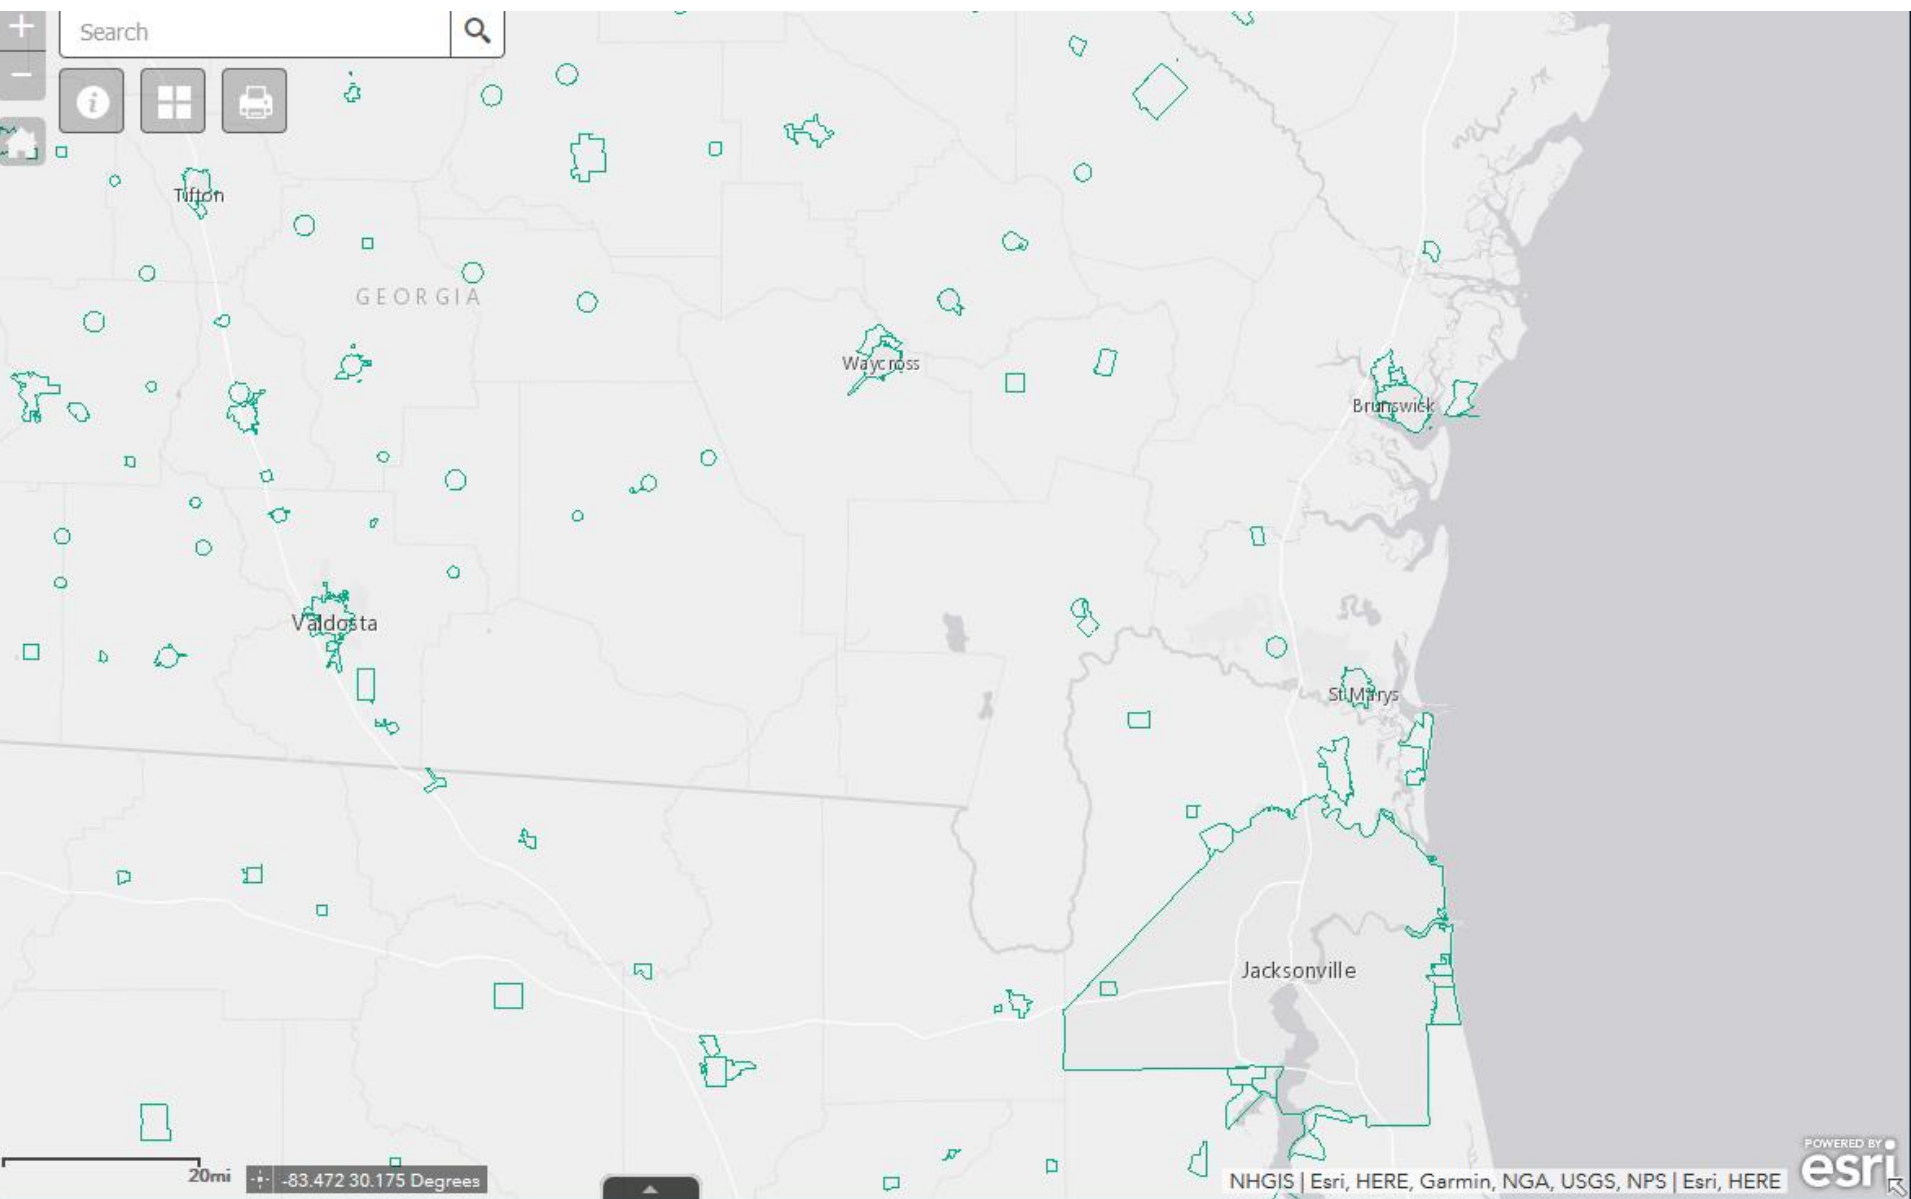 +
Search
−
i
Tifton
GEORGIA
Waycross
Brunswick
Valdosta
St Marys
Jacksonville
20mi
-83.472 30.175 Degrees
NHGIS | Esri, HERE, Garmin, NGA, USGS, NPS | Esri, HERE
POWERED BY
esri